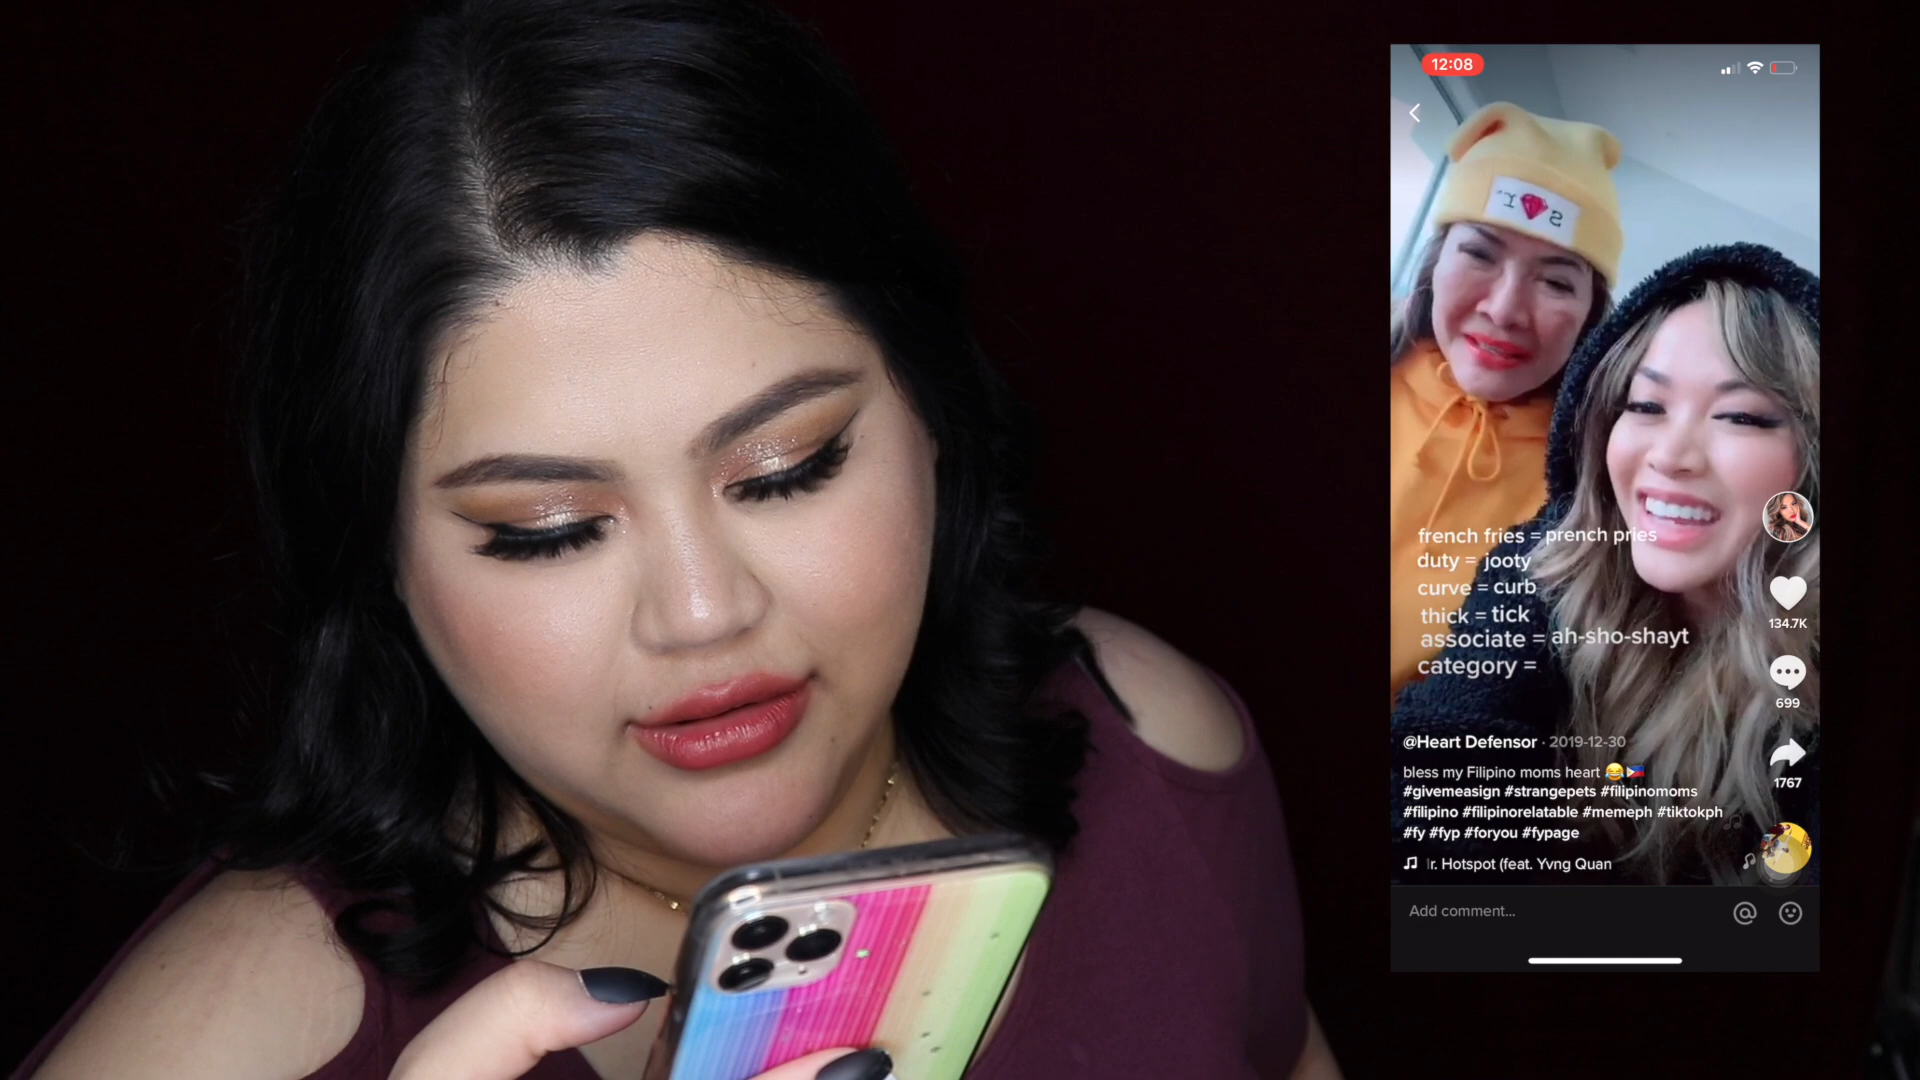 12:08
french fries = prench pries
duty = jooty
curve = curb
thick = tick
associate = ah-sho-shayt
category =
134.7K
699
@Heart Defensor · 2019-12-30
bless my Filipino moms heart 😂🇵🇭
#givemeasign #strangepets #filipinomoms
#filipino #filipinorelatable #memeph #tiktokph
#fy #fyp #foryou #fypage
1767
r. Hotspot (feat. Yvng Quan
Add comment...